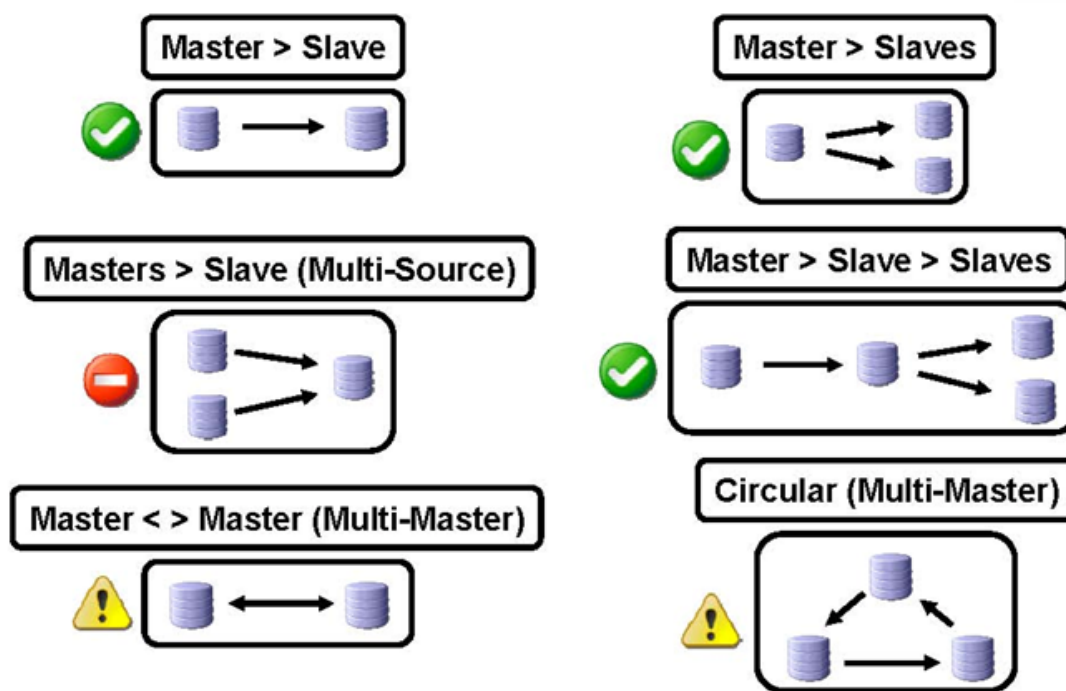 Master > Slave
Master > Slaves
Masters > Slave (Multi-Source)
Master > Slave > Slaves
Master < > Master (Multi-Master)
Circular (Multi-Master)